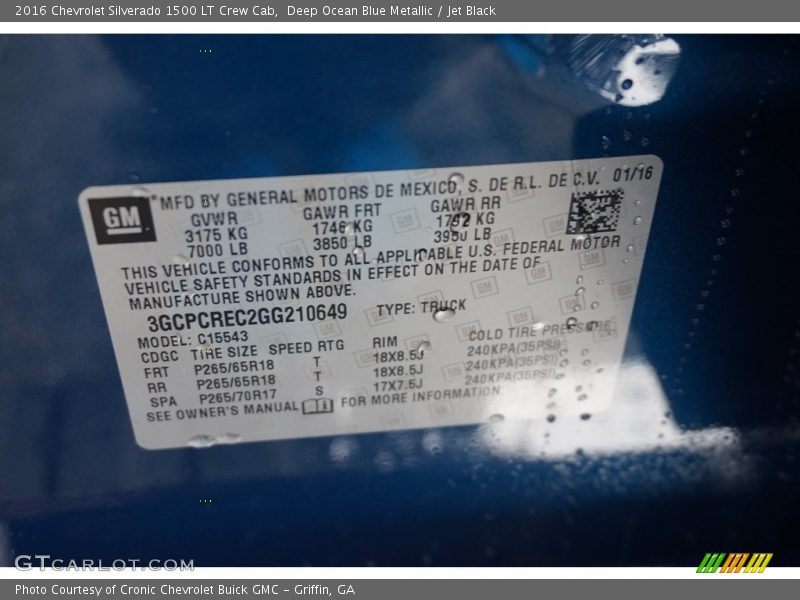 2016 Chevrolet Silverado 1500 LT Crew Cab, Deep Ocean Blue Metallic / Jet Black
GM
MFD BY GENERAL MOTORS DE MEXICO, S. DE R.L. DE C.V. 01/16
GVWR GAWR FRT GAWR RR
3175 KG 1746 KG 1792 KG
7000 LB 3850 LB 3950 LB
THIS VEHICLE CONFORMS TO ALL APPLICABLE U.S. FEDERAL MOTOR
VEHICLE SAFETY STANDARDS IN EFFECT ON THE DATE OF
MANUFACTURE SHOWN ABOVE.
3GCPCREC2GG210649 TYPE: TRUCK
MODEL: C15543
CDGC TIRE SIZE SPEED RTG RIM COLD TIRE PRESSURE
FRT P265/65R18 T 18X8.5J 240KPA(35PSI)
RR P265/65R18 T 18X8.5J 240KPA(35PSI)
SPA P265/70R17 S 17X7.5J 240KPA(35PSI)
SEE OWNER'S MANUAL FOR MORE INFORMATION
GTCARLOT.COM
Photo Courtesy of Cronic Chevrolet Buick GMC - Griffin, GA